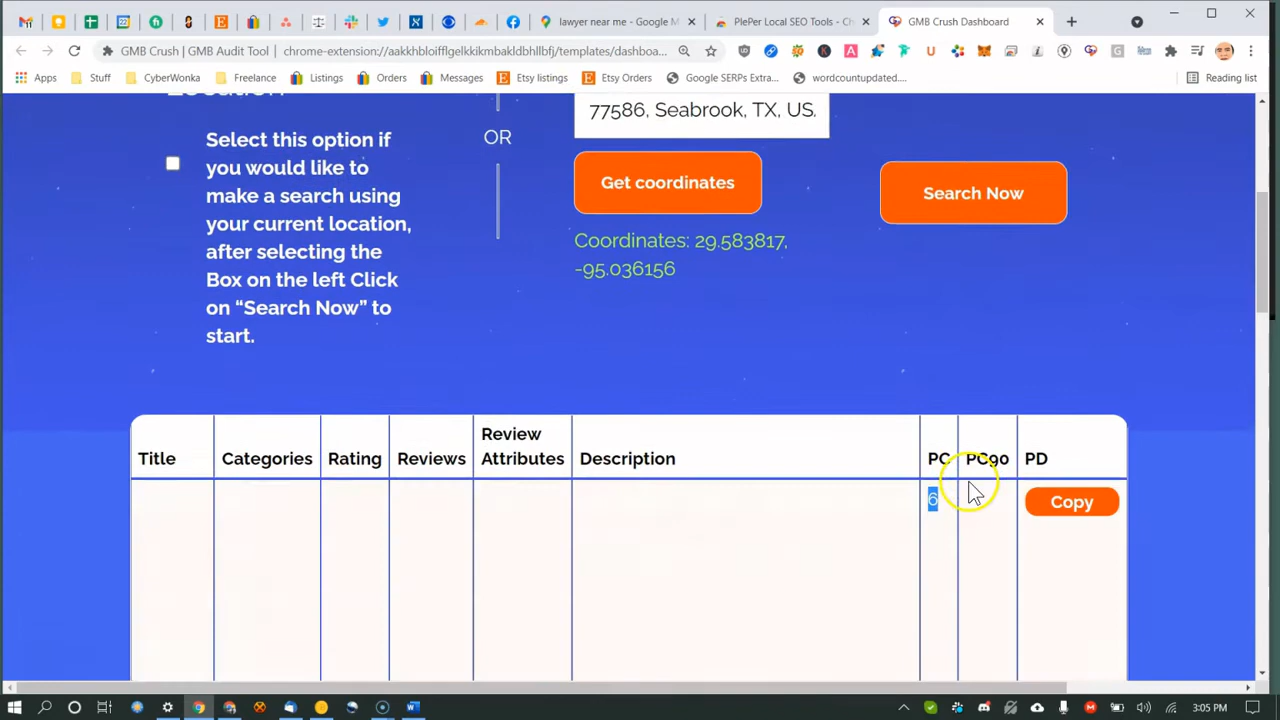 lawyer near me - Google M
PlePer Local SEO Tools - Ch
GMB Crush Dashboard
GMB Crush | GMB Audit Tool
chrome-extension://aakkhbloifflgelkkikmbakldbhllbfj/templates/dashboa...
Apps
Stuff
CyberWonka
Freelance
Listings
Orders
Messages
Etsy listings
Etsy Orders
Google SERPs Extra...
wordcountupdated....
Reading list
Location
Select this option if
you would like to
make a search using
your current location,
after selecting the
Box on the left Click
on “Search Now” to
start.
OR
77586, Seabrook, TX, US.
Get coordinates
Coordinates: 29.583817,
-95.036156
Search Now
Title
Categories
Rating
Reviews
Review
Attributes
Description
PC
PC90
PD
6
Copy
3:05 PM